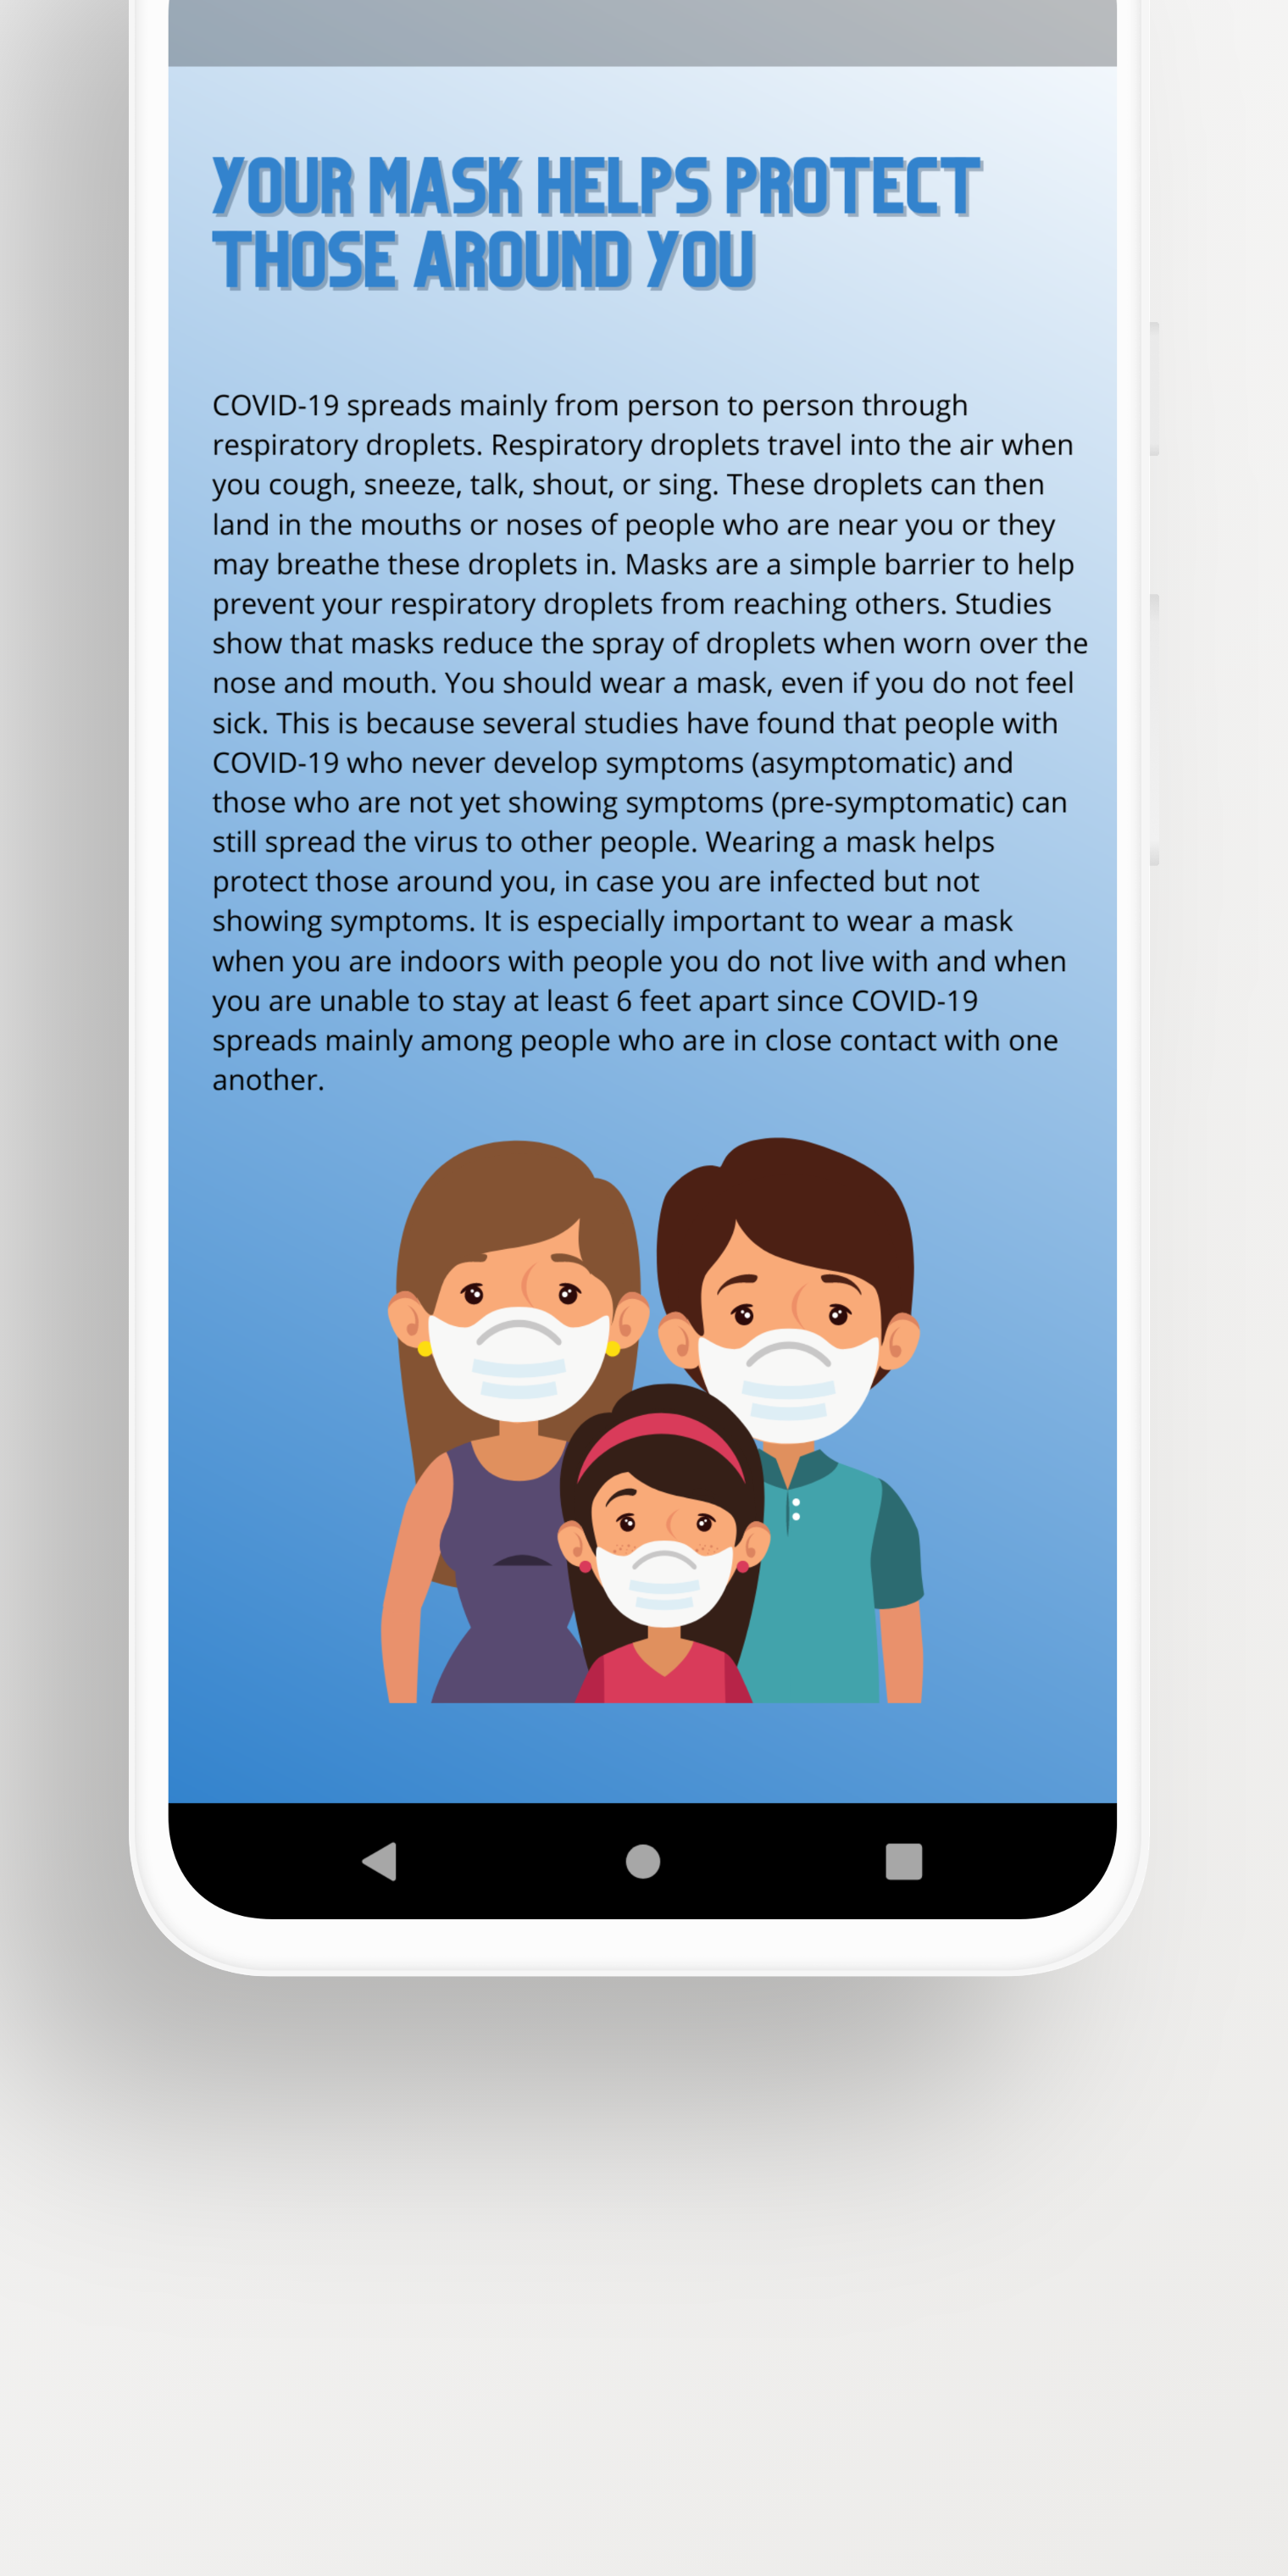 YOUR MASK HELPS PROTECT
THOSE AROUND YOU
COVID-19 spreads mainly from person to person through
respiratory droplets. Respiratory droplets travel into the air when
you cough, sneeze, talk, shout, or sing. These droplets can then
land in the mouths or noses of people who are near you or they
may breathe these droplets in. Masks are a simple barrier to help
prevent your respiratory droplets from reaching others. Studies
show that masks reduce the spray of droplets when worn over the
nose and mouth. You should wear a mask, even if you do not feel
sick. This is because several studies have found that people with
COVID-19 who never develop symptoms (asymptomatic) and
those who are not yet showing symptoms (pre-symptomatic) can
still spread the virus to other people. Wearing a mask helps
protect those around you, in case you are infected but not
showing symptoms. It is especially important to wear a mask
when you are indoors with people you do not live with and when
you are unable to stay at least 6 feet apart since COVID-19
spreads mainly among people who are in close contact with one
another.